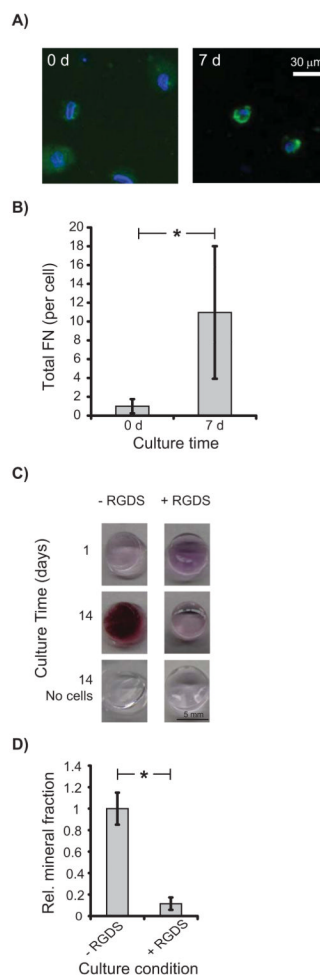 A)
0 d
7 d
30 μm
B)
Total FN (per cell)
20
18
16
14
12
10
8
6
4
2
0
*
0 d
7 d
Culture time
C)
- RGDS
+ RGDS
Culture Time (days)
1
14
14
No cells
5 mm
D)
Rel. mineral fraction
1.4
1.2
1
0.8
0.6
0.4
0.2
0
*
- RGDS
+ RGDS
Culture condition